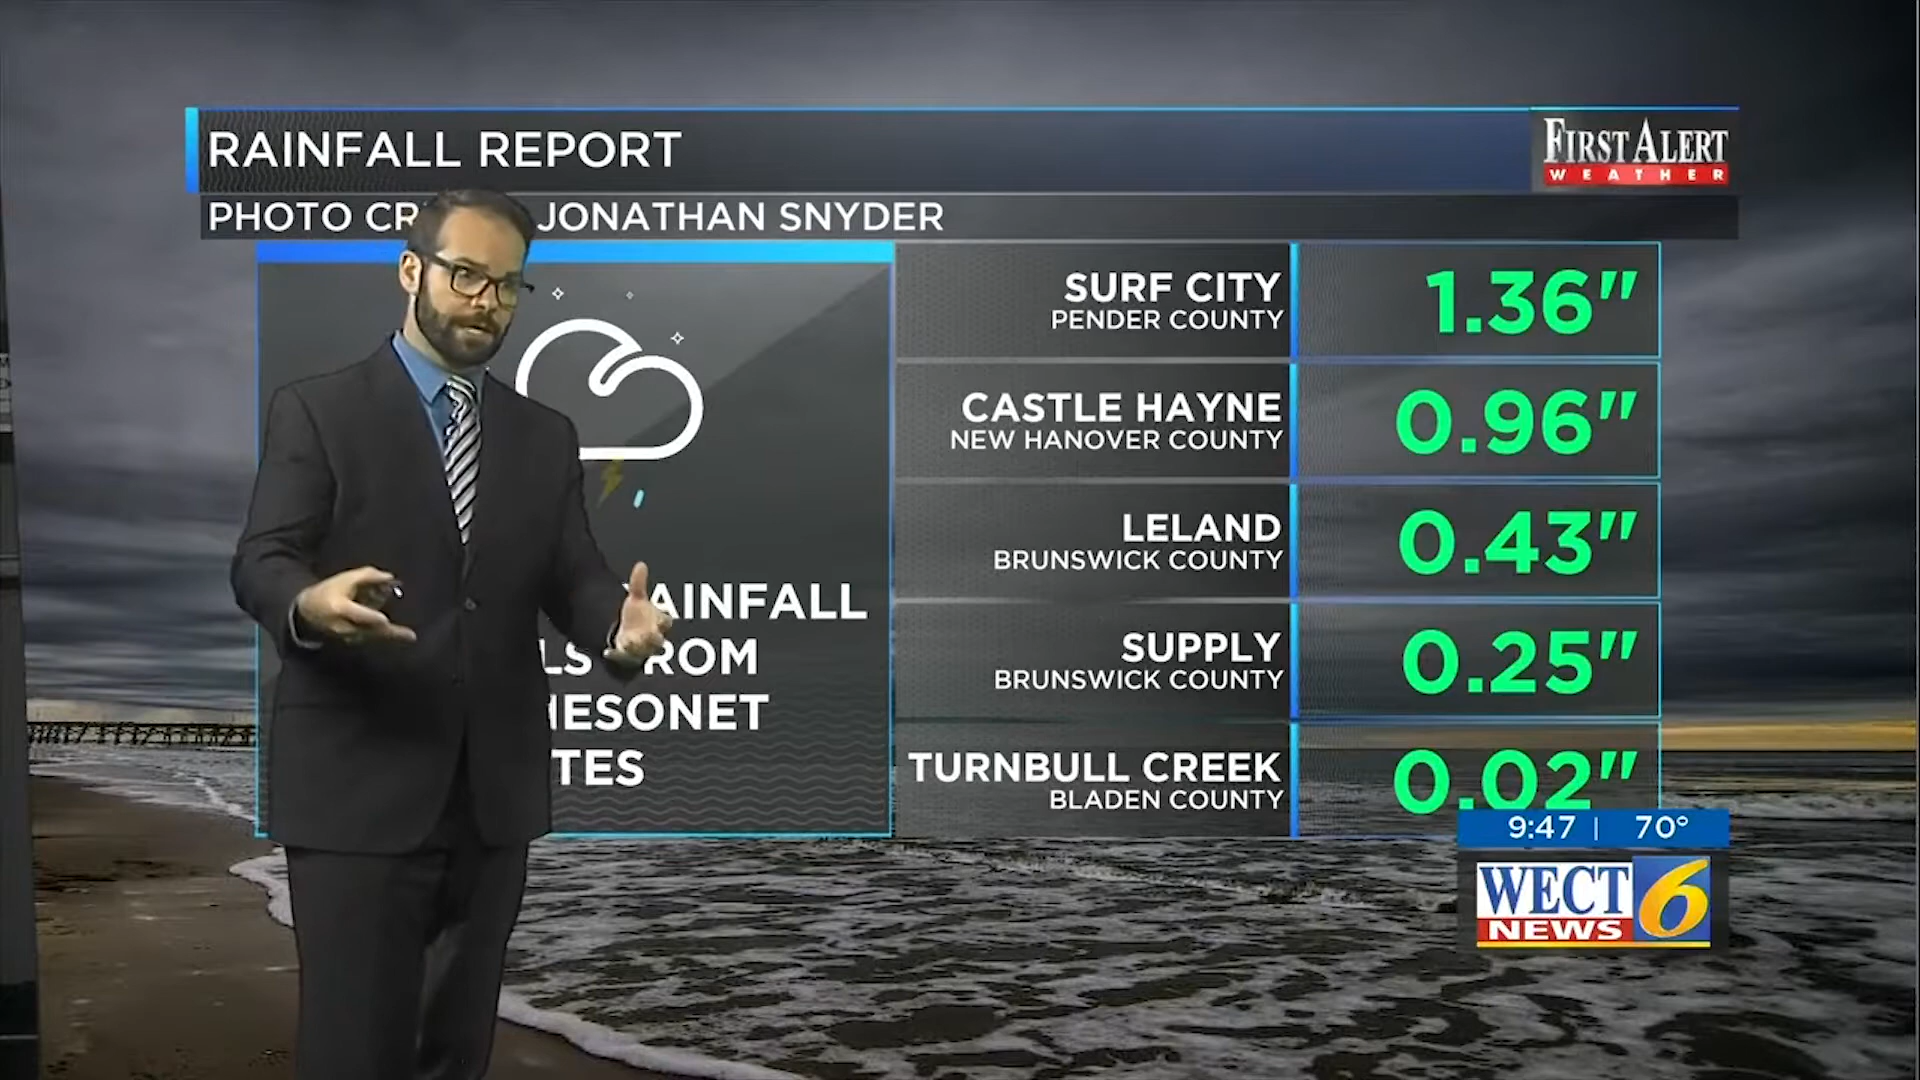 RAINFALL REPORT
FIRST ALERT
WEATHER
PHOTO JONATHAN SNYDER
SURF CITY
PENDER COUNTY
1.36"
CASTLE HAYNE
NEW HANOVER COUNTY
0.96"
LELAND
BRUNSWICK COUNTY
0.43"
SUPPLY
BRUNSWICK COUNTY
0.25"
TURNBULL CREEK
BLADEN COUNTY
0.02"
9:47 | 70°
WECT 6
NEWS